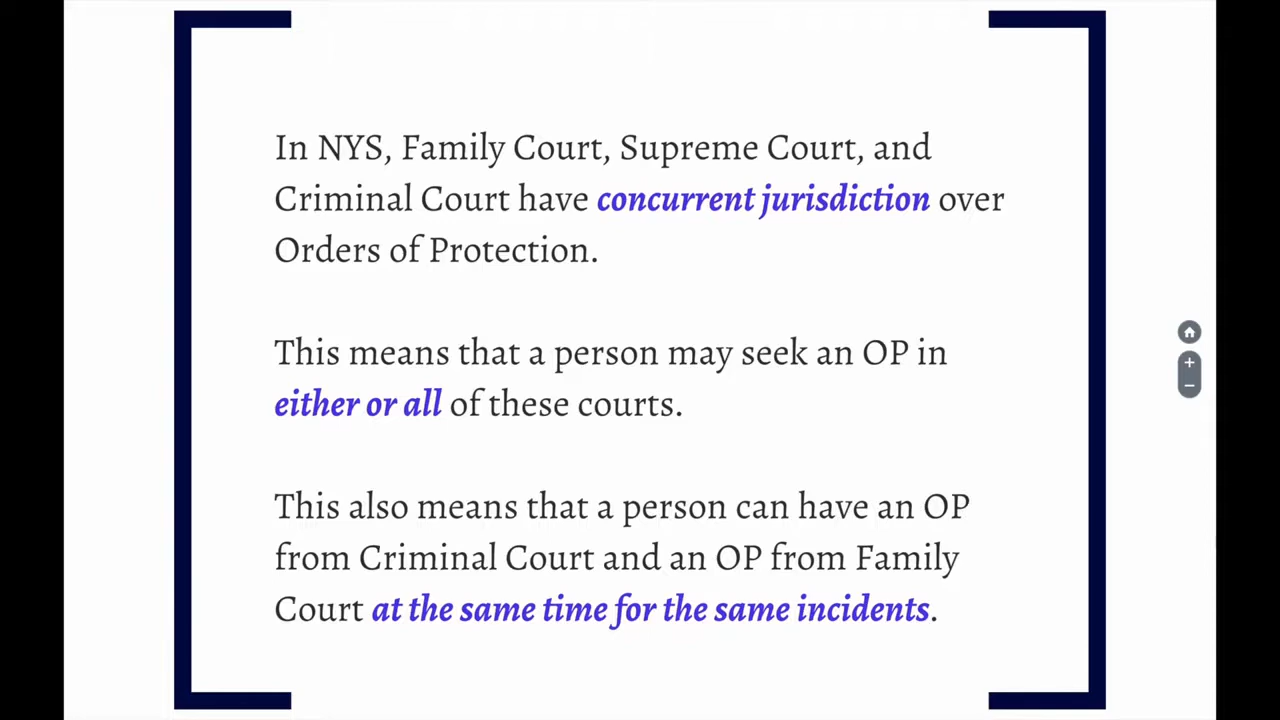 In NYS, Family Court, Supreme Court, and
Criminal Court have concurrent jurisdiction over
Orders of Protection.
This means that a person may seek an OP in
either or all of these courts.
This also means that a person can have an OP
from Criminal Court and an OP from Family
Court at the same time for the same incidents.